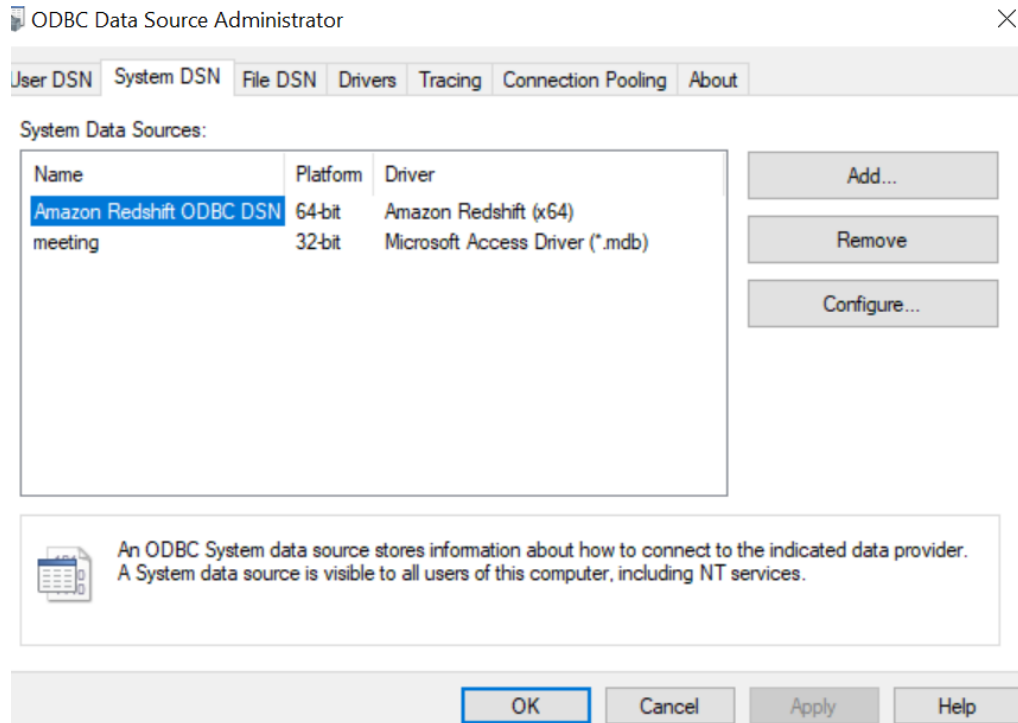 ODBC Data Source Administrator
User DSN System DSN File DSN Drivers Tracing Connection Pooling About
System Data Sources:
Name Platform Driver
Amazon Redshift ODBC DSN 64-bit Amazon Redshift (x64)
meeting 32-bit Microsoft Access Driver (*.mdb)
Add...
Remove
Configure...
An ODBC System data source stores information about how to connect to the indicated data provider.
A System data source is visible to all users of this computer, including NT services.
OK Cancel Apply Help